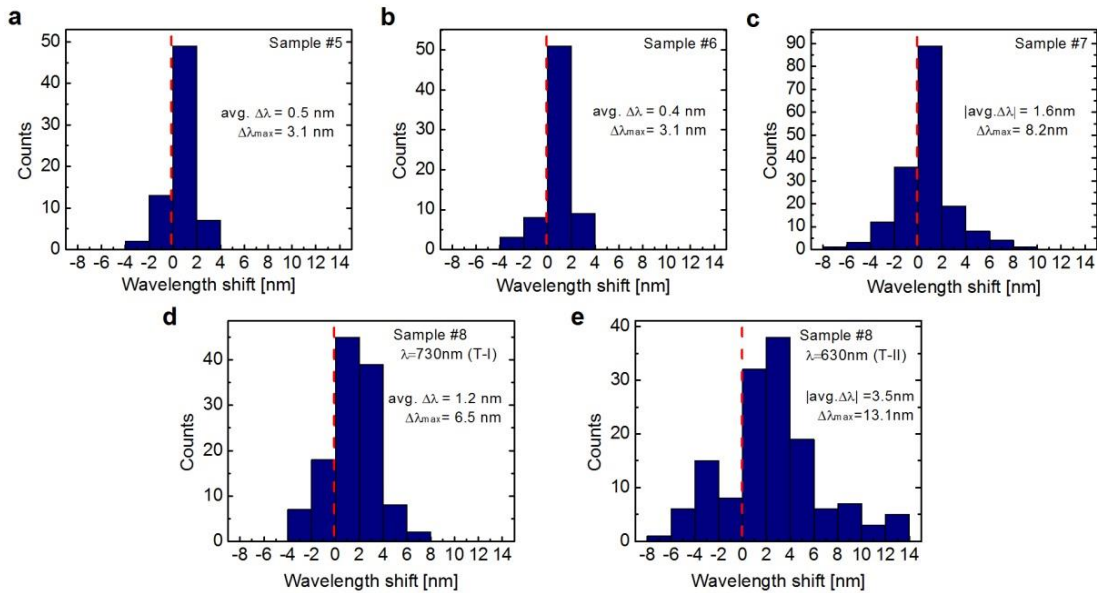 a
Sample #5
avg. Δλ = 0.5 nm
Δλmax = 3.1 nm
Counts
50
40
30
20
10
0
-8 -6 -4 -2 0 2 4 6 8 10 12 14
Wavelength shift [nm]
b
Sample #6
avg. Δλ = 0.4 nm
Δλmax = 3.1 nm
Counts
50
40
30
20
10
0
-8 -6 -4 -2 0 2 4 6 8 10 12 14
Wavelength shift [nm]
c
Sample #7
|avg.Δλ| = 1.6nm
Δλmax = 8.2nm
Counts
90
80
70
60
50
40
30
20
10
0
-8 -6 -4 -2 0 2 4 6 8 10 12 14
Wavelength shift [nm]
d
Sample #8
λ=730nm (T-I)
avg. Δλ = 1.2 nm
Δλmax= 6.5 nm
Counts
40
30
20
10
0
-8 -6 -4 -2 0 2 4 6 8 10 12 14
Wavelength shift [nm]
e
Sample #8
λ=630nm (T-II)
|avg.Δλ| =3.5nm
Δλmax=13.1nm
Counts
40
30
20
10
0
-8 -6 -4 -2 0 2 4 6 8 10 12 14
Wavelength shift [nm]